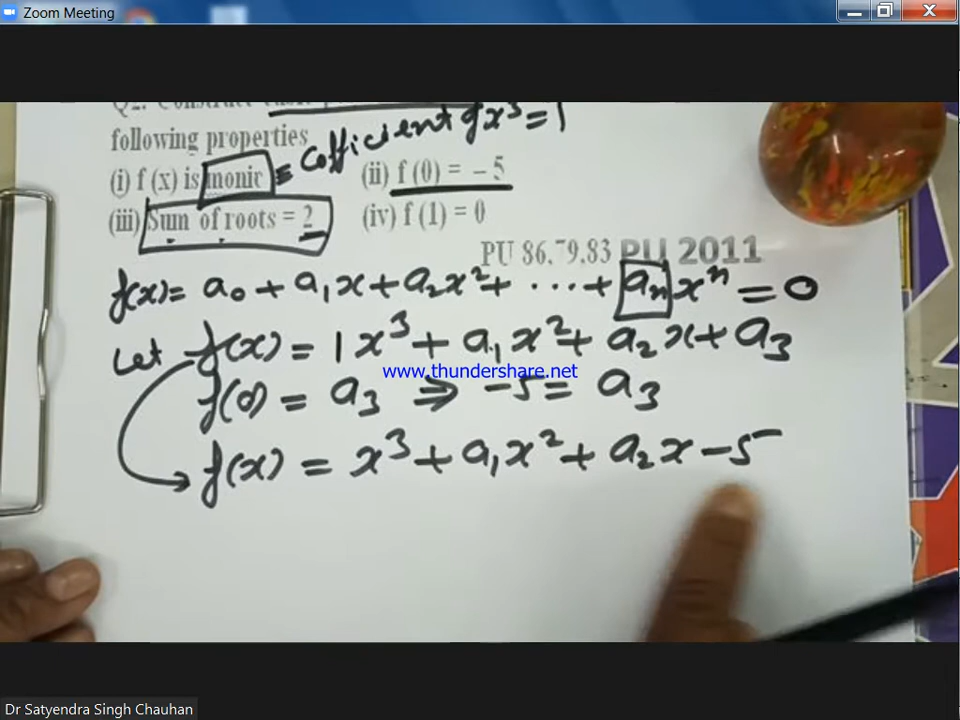 Zoom Meeting
following properties
= Cofficient of x³ = 1
(i) f (x) is monic (ii) f (0) = – 5
(iii) Sum of roots = 2 (iv) f (1) = 0
PU 86,79,83 PU 2011
f(x) = a₀ + a₁x + a₂x² + ... + aₙxⁿ = 0
Let f(x) = 1x³ + a₁x² + a₂x + a₃
www.thundershare.net
f(0) = a₃ ⇒ -5 = a₃
f(x) = x³ + a₁x² + a₂x - 5
Dr Satyendra Singh Chauhan